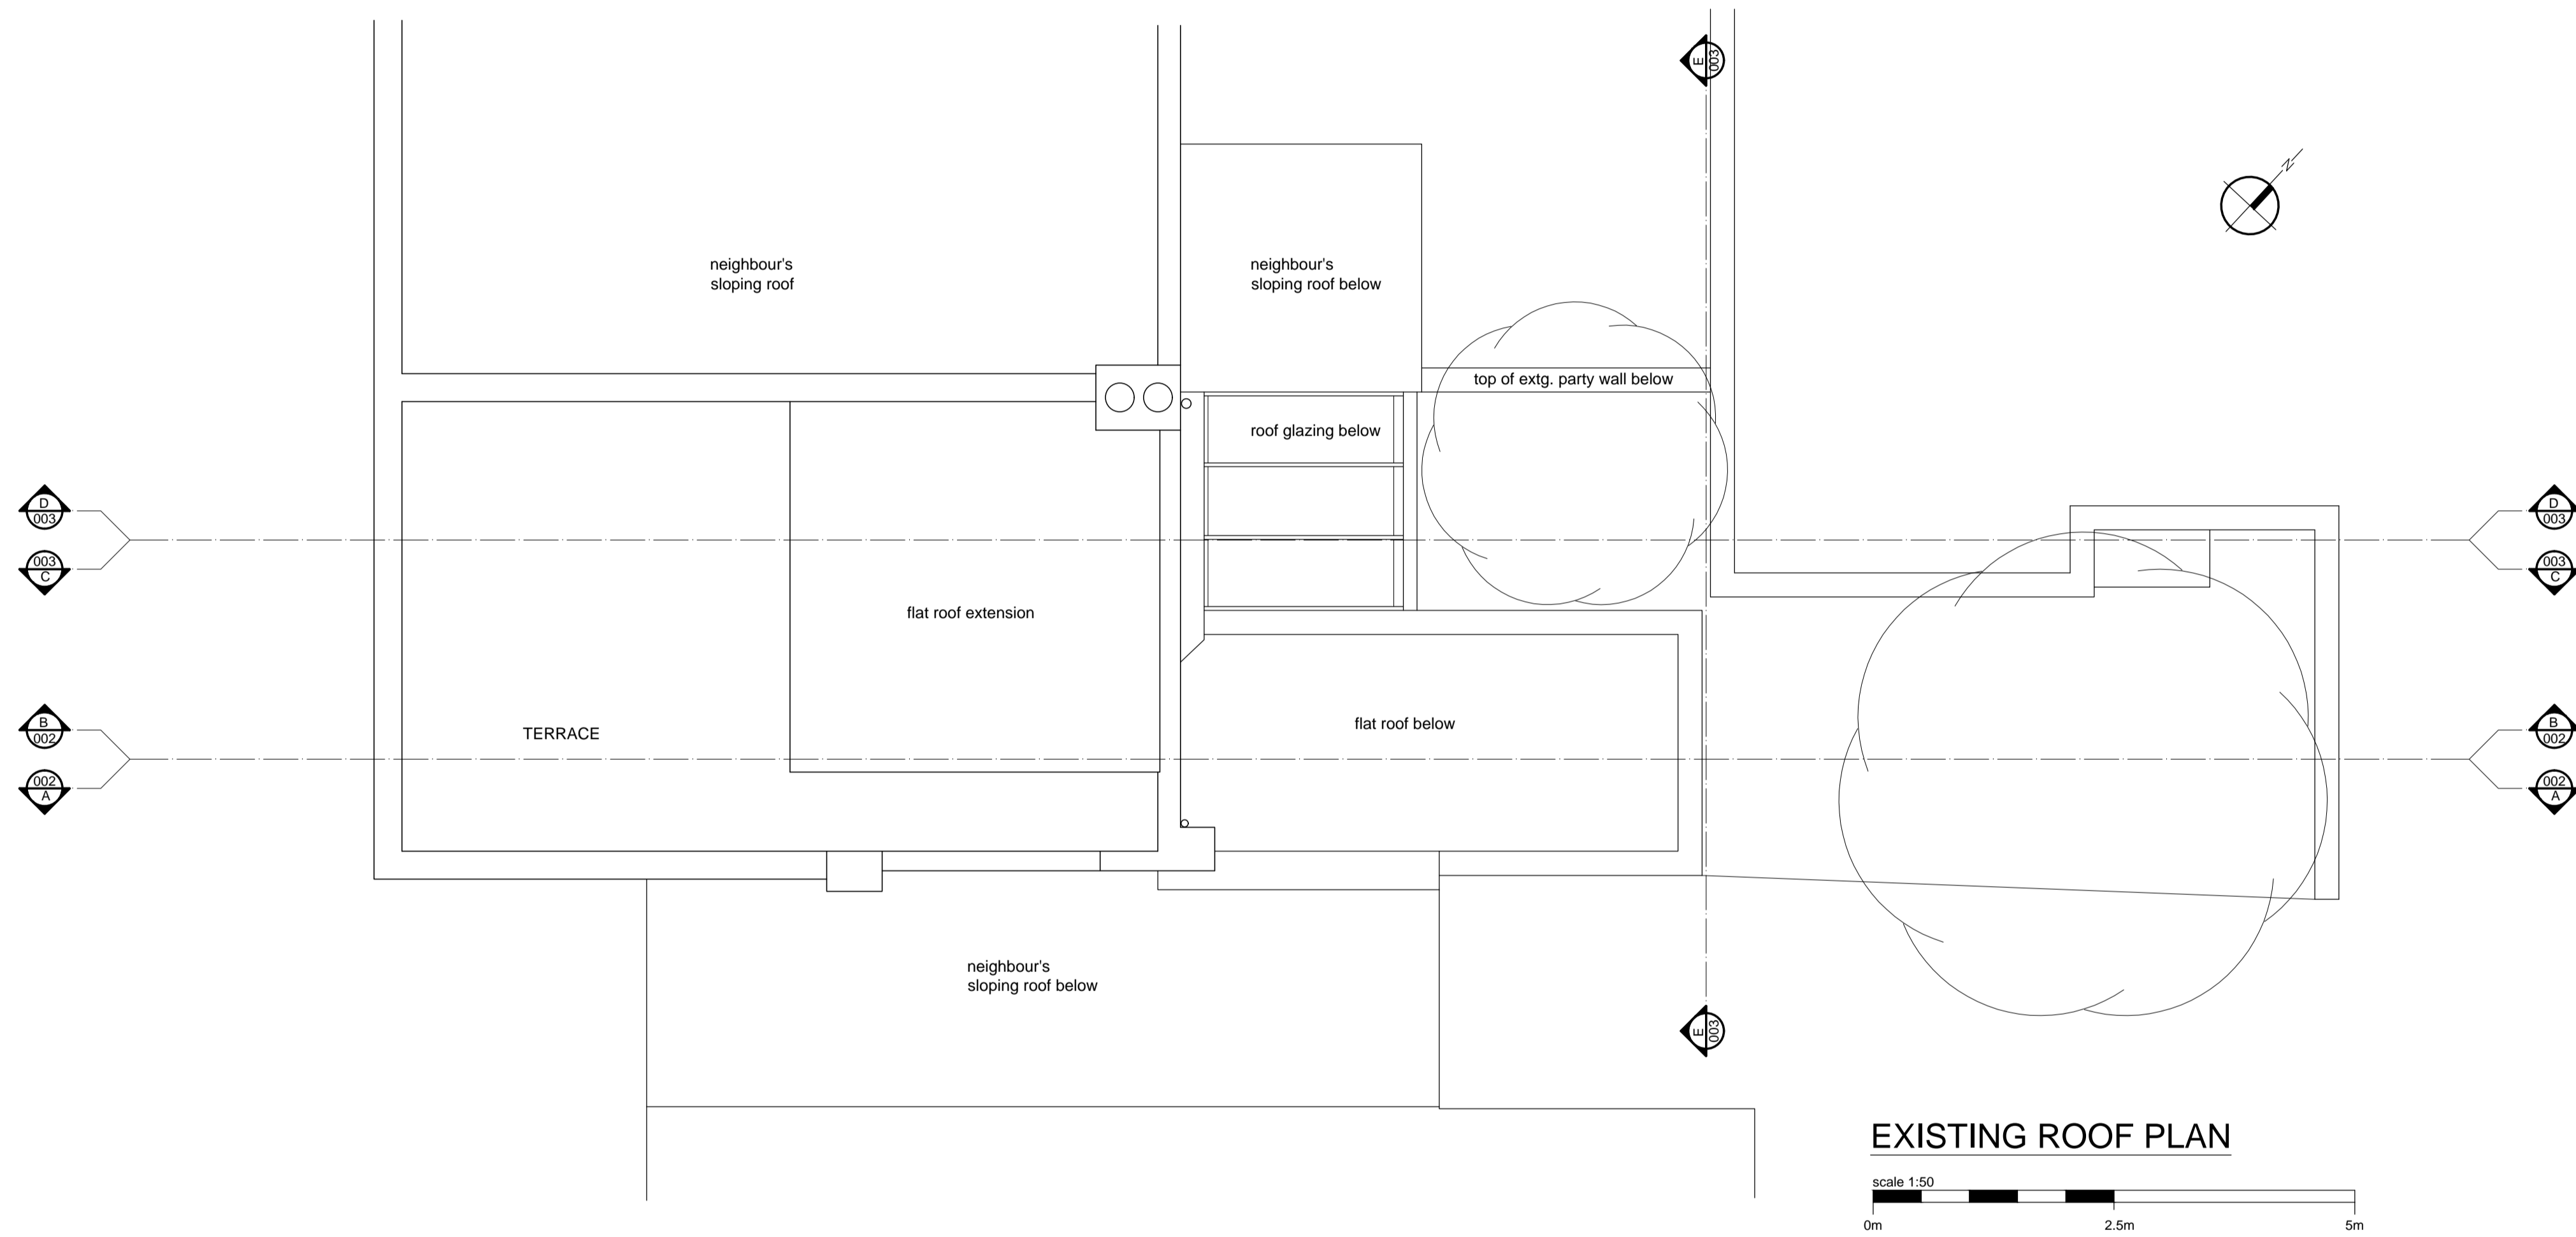 E
003
N
neighbour's
sloping roof
neighbour's
sloping roof below
top of extg. party wall below
roof glazing below
D
003
003
C
D
003
003
C
flat roof extension
B
002
002
A
TERRACE
flat roof below
B
002
002
A
neighbour's
sloping roof below
E
003
EXISTING ROOF PLAN
scale 1:50
0m
2.5m
5m